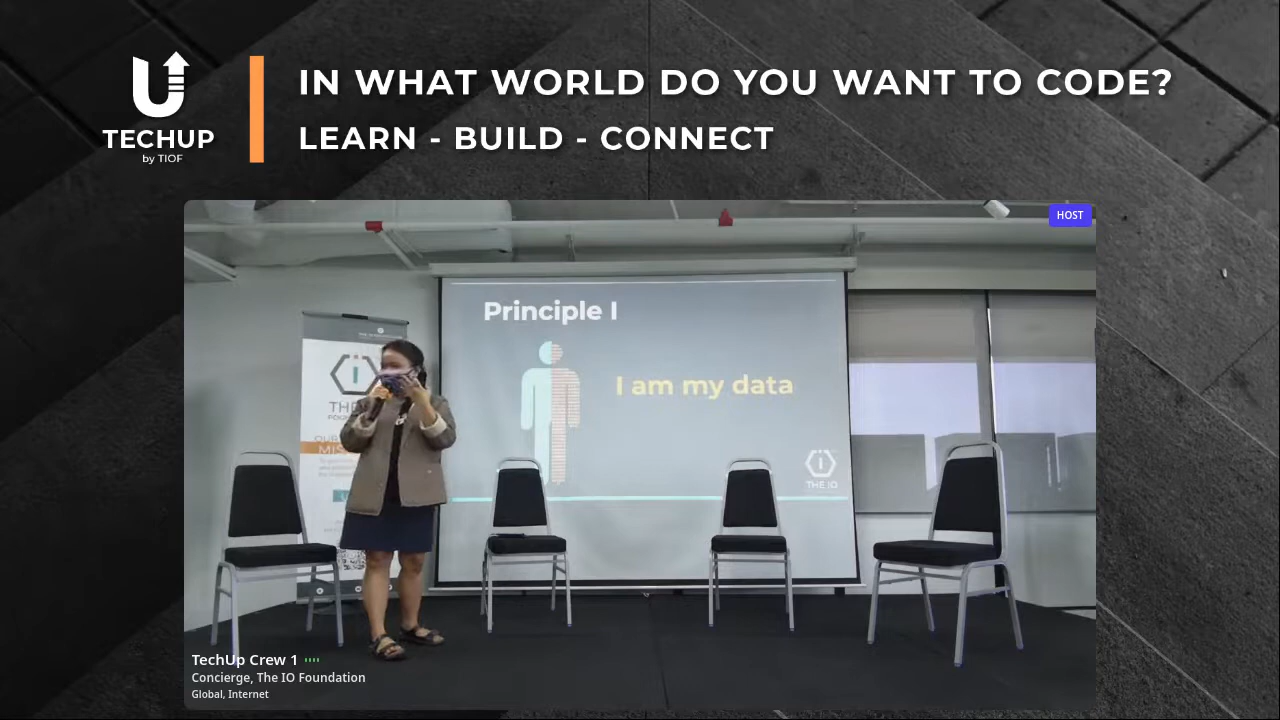 TECHUP
by TIOF
IN WHAT WORLD DO YOU WANT TO CODE?
LEARN - BUILD - CONNECT
HOST
Principle I
I am my data
THE IO
THE
TechUp Crew 1
Concierge, The IO Foundation
Global, Internet